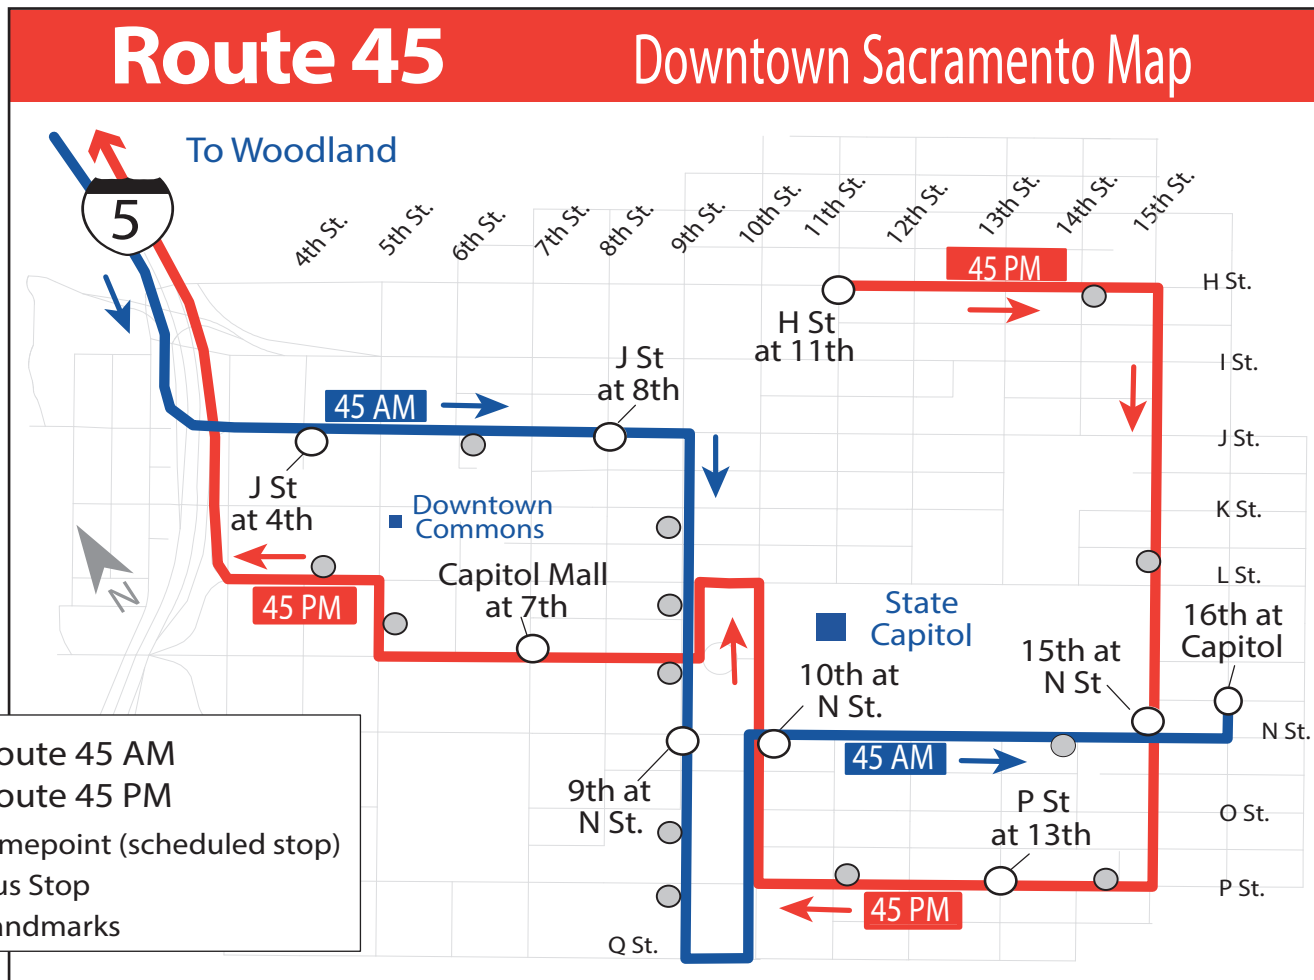 Route 45
Downtown Sacramento Map
To Woodland
5
4th St.
5th St.
6th St.
7th St.
8th St.
9th St.
10th St.
11th St.
12th St.
13th St.
14th St.
15th St.
45 PM
H St.
H St
at 11th
I St.
J St
at 8th
45 AM
J St.
J St
at 4th
Downtown
Commons
K St.
Capitol Mall
at 7th
L St.
45 PM
N
State
Capitol
16th at
Capitol
15th at
N St
10th at
N St.
N St.
45 AM
9th at
N St.
P St
at 13th
O St.
P St.
45 PM
Q St.
oute 45 AM
oute 45 PM
mepoint (scheduled stop)
us Stop
andmarks